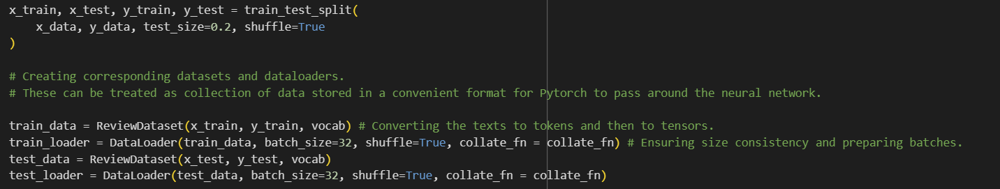 x_train, x_test, y_train, y_test = train_test_split(
    x_data, y_data, test_size=0.2, shuffle=True
)
# Creating corresponding datasets and dataloaders.
# These can be treated as collection of data stored in a convenient format for Pytorch to pass around the neural network.
train_data = ReviewDataset(x_train, y_train, vocab) # Converting the texts to tokens and then to tensors.
train_loader = DataLoader(train_data, batch_size=32, shuffle=True, collate_fn = collate_fn) # Ensuring size consistency and preparing batches.
test_data = ReviewDataset(x_test, y_test, vocab)
test_loader = DataLoader(test_data, batch_size=32, shuffle=True, collate_fn = collate_fn)